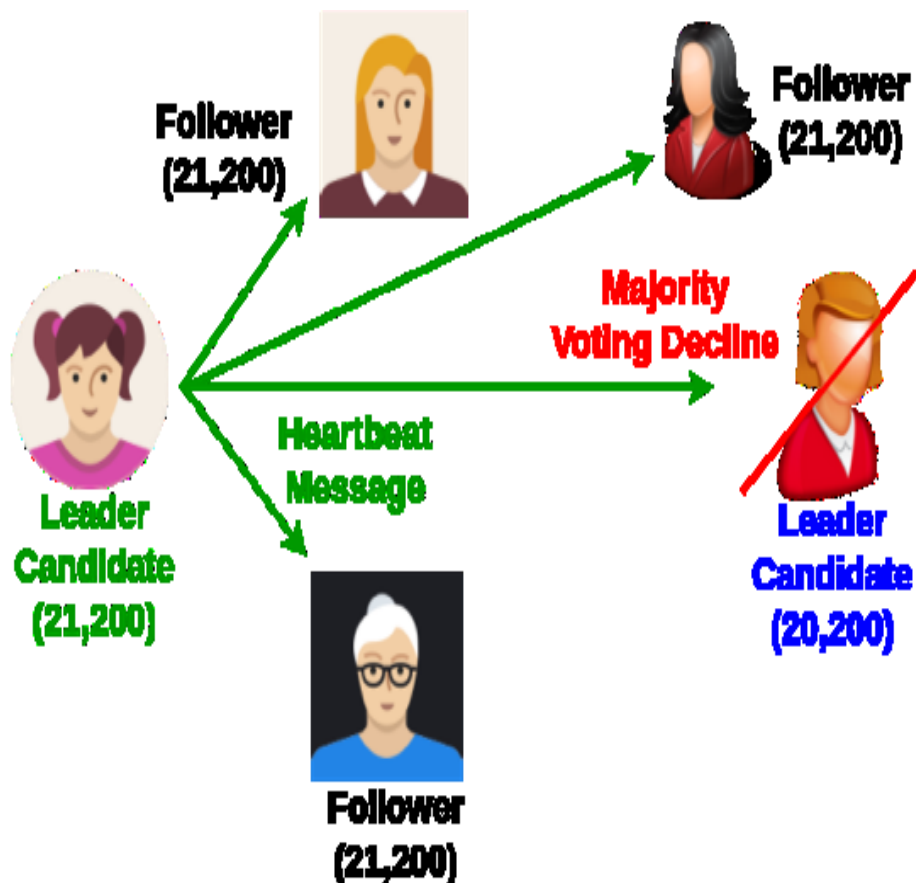 Follower
(21,200)
Follower
(21,200)
Majority
Voting Decline
Heartbeat
Message
Leader
Candidate
(21,200)
Leader
Candidate
(20,200)
Follower
(21,200)